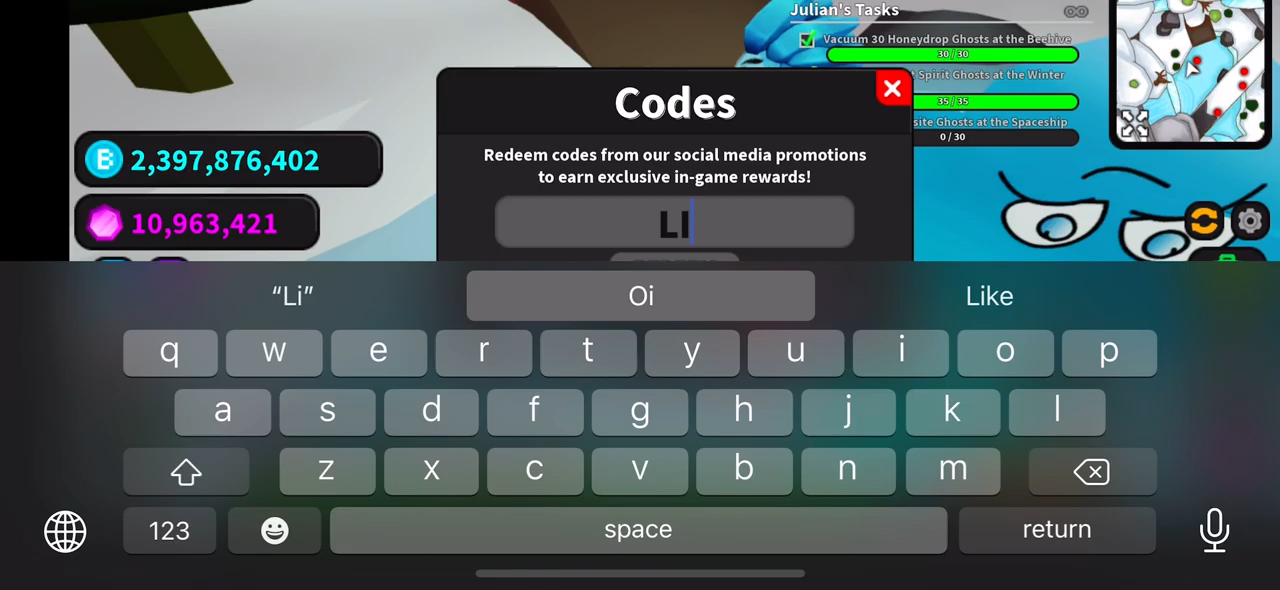 Julian's Tasks
Vacuum 30 Honeydrop Ghosts at the Beehive
30 / 30
Spirit Ghosts at the Winter
35 / 35
site Ghosts at the Spaceship
0 / 30
Codes
Redeem codes from our social media promotions
to earn exclusive in-game rewards!
LI
B 2,397,876,402
10,963,421
“Li” Oi Like
q w e r t y u i o p
a s d f g h j k l
z x c v b n m
123 space return